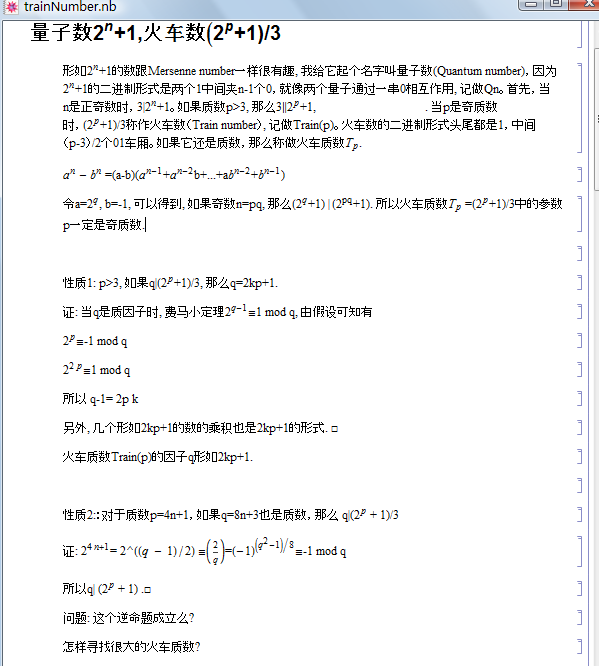 trainNumber.nb
量子数2^n+1,火车数(2^p+1)/3
形如2^n+1的数跟Mersenne number一样很有趣, 我给它起个名字叫量子数(Quantum number)，因为
2^n+1的二进制形式是两个1中间夹n-1个0，就像两个量子通过一串0相互作用, 记做Qn。首先，当
n是正奇数时，3|2^n+1。如果质数p>3, 那么3||2^p+1, . 当p是奇质数
时, (2^p+1)/3称作火车数（Train number）, 记做Train(p)。火车数的二进制形式头尾都是1，中间
（p-3）/2个01车厢。如果它还是质数，那么称做火车质数T_p.
a^n − b^n =(a-b)(a^{n−1}+a^{n−2}b+...+ab^{n−2}+b^{n−1})
令a=2^q, b=-1, 可以得到, 如果奇数n=pq, 那么(2^q+1) | (2^{pq}+1). 所以火车质数T_p =(2^p+1)/3中的参数
p一定是奇质数.
性质1: p>3, 如果q|(2^p+1)/3, 那么q=2kp+1.
证: 当q是质因子时, 费马小定理2^{q−1}≡1 mod q, 由假设可知有
2^p≡-1 mod q
2^{2 p}≡1 mod q
所以 q-1= 2p k
另外, 几个形如2kp+1的数的乘积也是2kp+1的形式. □
火车质数Train(p)的因子q形如2kp+1.
性质2:: 对于质数p=4n+1，如果q=8n+3也是质数，那么 q|(2^p + 1)/3
证: 2^{4 n+1}= 2^((q − 1)/2) ≡(2/q)=(−1)^{(q^2−1)/8}≡-1 mod q
所以q| (2^p + 1) .□
问题: 这个逆命题成立么?
怎样寻找很大的火车质数?